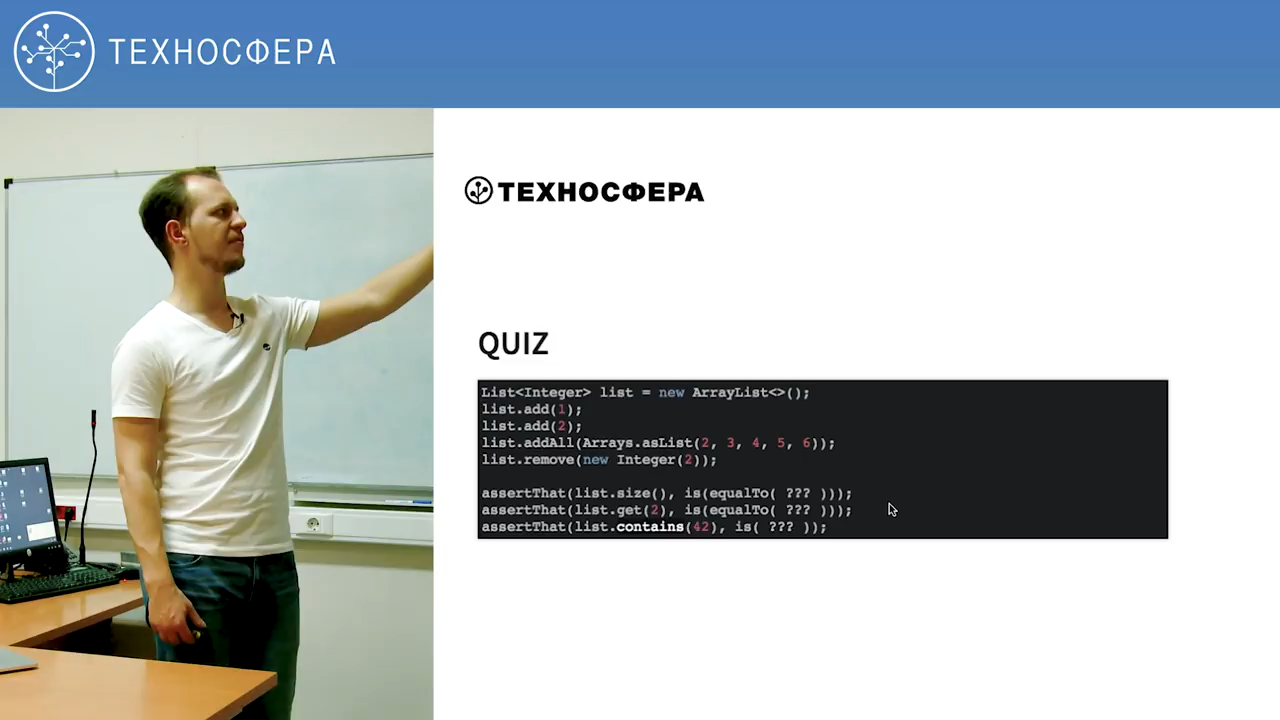 ТЕХНОСФЕРА
ТЕХНОСФЕРА
QUIZ
List<Integer> list = new ArrayList<>();
list.add(1);
list.add(2);
list.addAll(Arrays.asList(2, 3, 4, 5, 6));
list.remove(new Integer(2));
assertThat(list.size(), is(equalTo( ??? )));
assertThat(list.get(2), is(equalTo( ??? )));
assertThat(list.contains(42), is( ??? ));